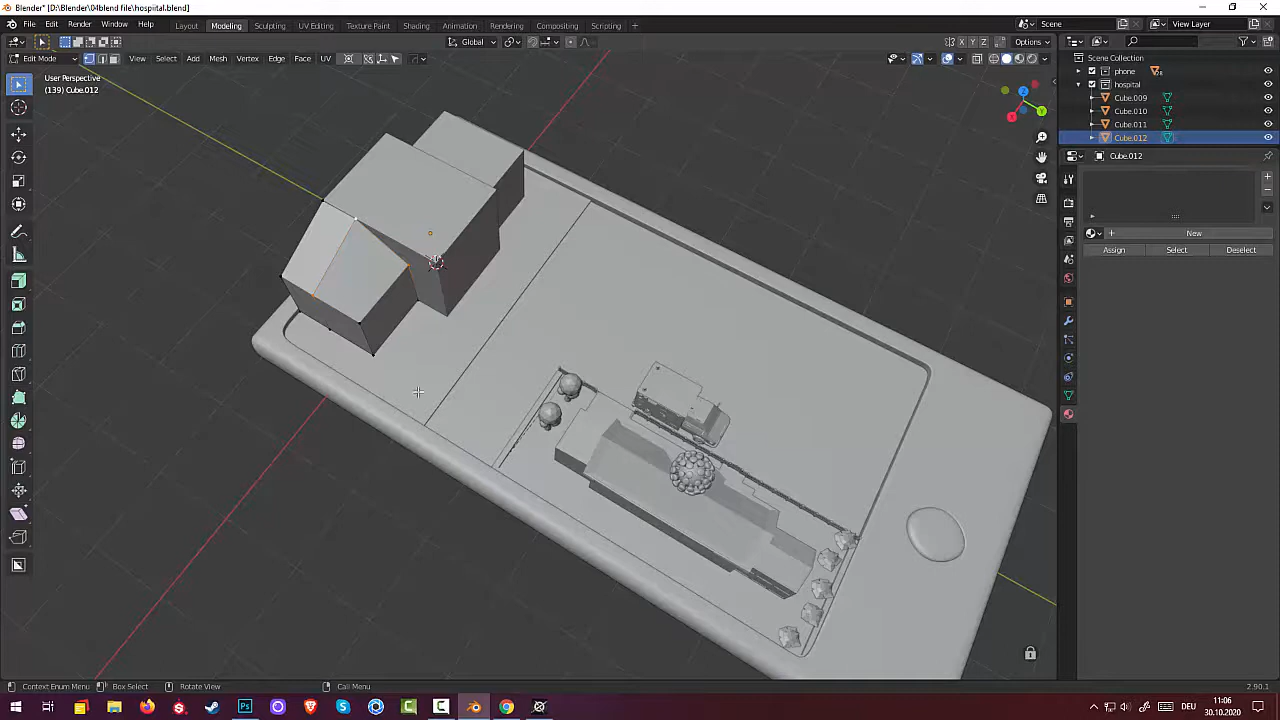 Blender* [D:\Blender\04blend file\hospiital.blend]
File Edit Render Window Help Layout Modeling Sculpting UV Editing Texture Paint Shading Animation Rendering Compositing Scripting + Scene View Layer
Global X Y Z Options
Edit Mode View Select Add Mesh Vertex Edge Face UV
User Perspective
(139) Cube.012
Scene Collection
phone
hospital
Cube.009
Cube.010
Cube.011
Cube.012
Cube.012
New
Assign Select Deselect
Context Enum Menu Box Select Rotate View Call Menu 2.90.1
DEU 11:06
30.10.2020